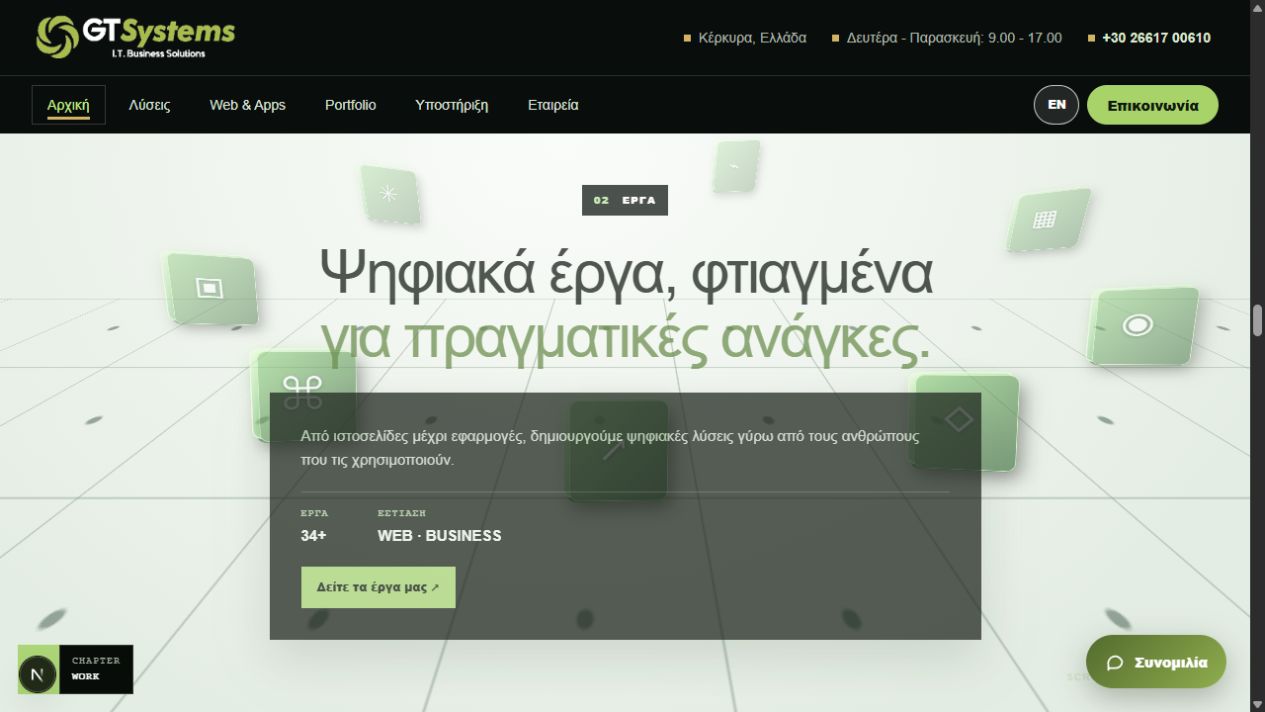 GTSystems
I.T. Business Solutions
Κέρκυρα, Ελλάδα
Δευτέρα - Παρασκευή: 9.00 - 17.00
+30 26617 00610
Αρχική
Λύσεις
Web & Apps
Portfolio
Υποστήριξη
Εταιρεία
EN
Επικοινωνία
02 ΕΡΓΑ
Ψηφιακά έργα, φτιαγμένα
για πραγματικές ανάγκες.
Από ιστοσελίδες μέχρι εφαρμογές, δημιουργούμε ψηφιακές λύσεις γύρω από τους ανθρώπους
που τις χρησιμοποιούν.
ΕΡΓΑ
34+
ΕΣΤΙΑΣΗ
WEB · BUSINESS
Δείτε τα έργα μας ↗
N
CHAPTER
WORK
Συνομιλία